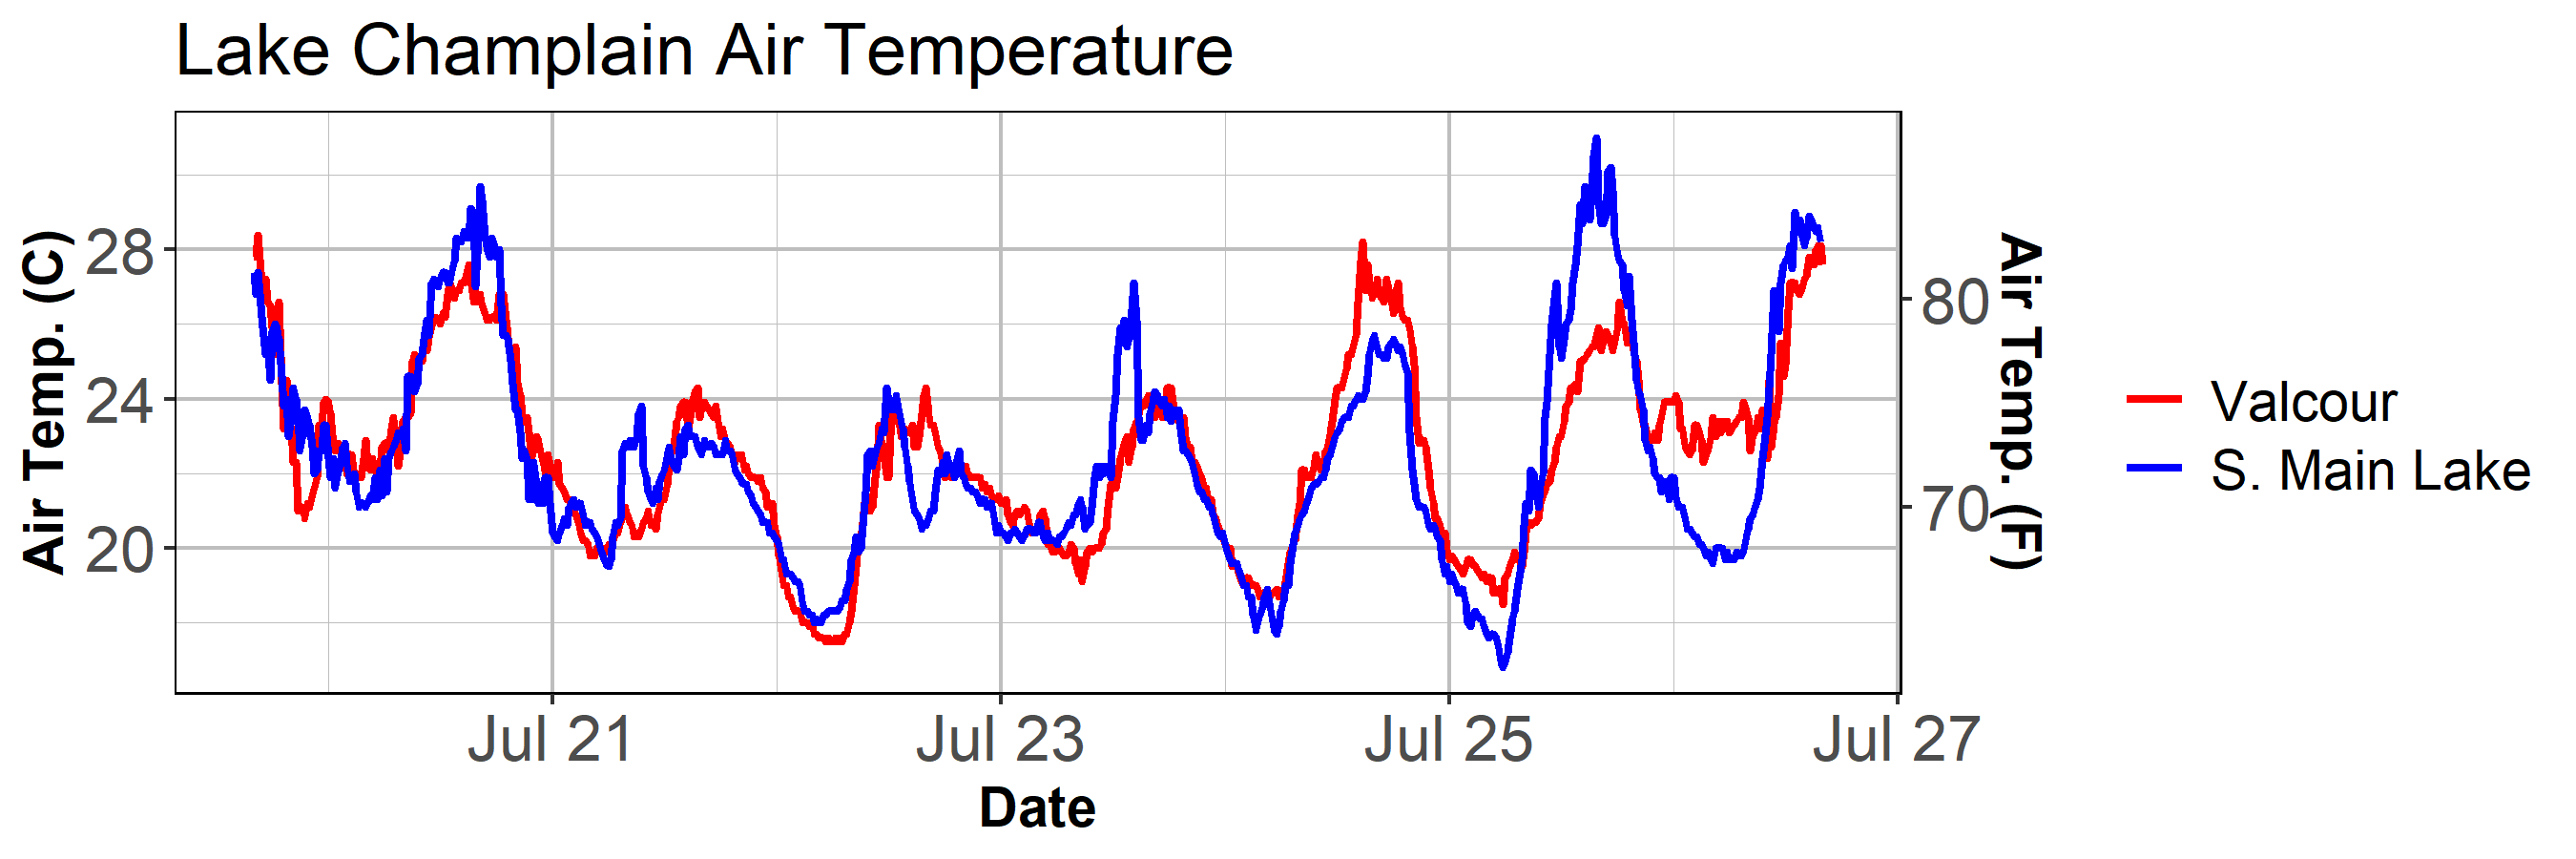 Lake Champlain Air Temperature
Air Temp. (C)
28
24
20
Air Temp. (F)
80
70
Jul 21
Jul 23
Jul 25
Jul 27
Date
Valcour
S. Main Lake